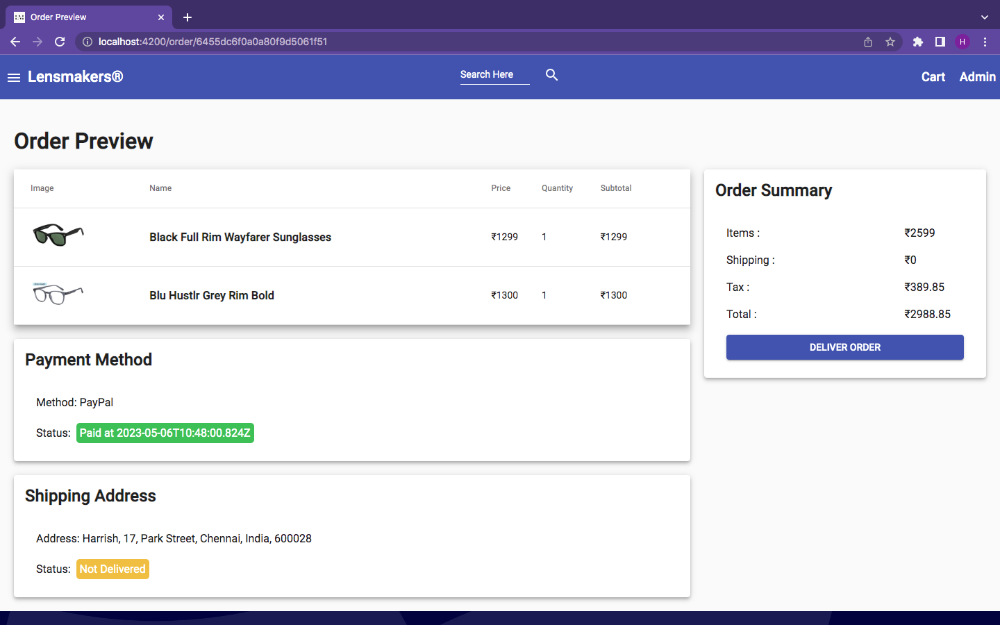 Order Preview
localhost:4200/order/6455dc6f0a0a80f9d5061f51
H
Lensmakers®
Search Here
Cart
Admin
Order Preview
Image Name Price Quantity Subtotal
Black Full Rim Wayfarer Sunglasses ₹1299 1 ₹1299
Blu Hustlr Grey Rim Bold ₹1300 1 ₹1300
Payment Method
Method: PayPal
Status: Paid at 2023-05-06T10:48:00.824Z
Shipping Address
Address: Harrish, 17, Park Street, Chennai, India, 600028
Status: Not Delivered
Order Summary
Items : ₹2599
Shipping : ₹0
Tax : ₹389.85
Total : ₹2988.85
DELIVER ORDER